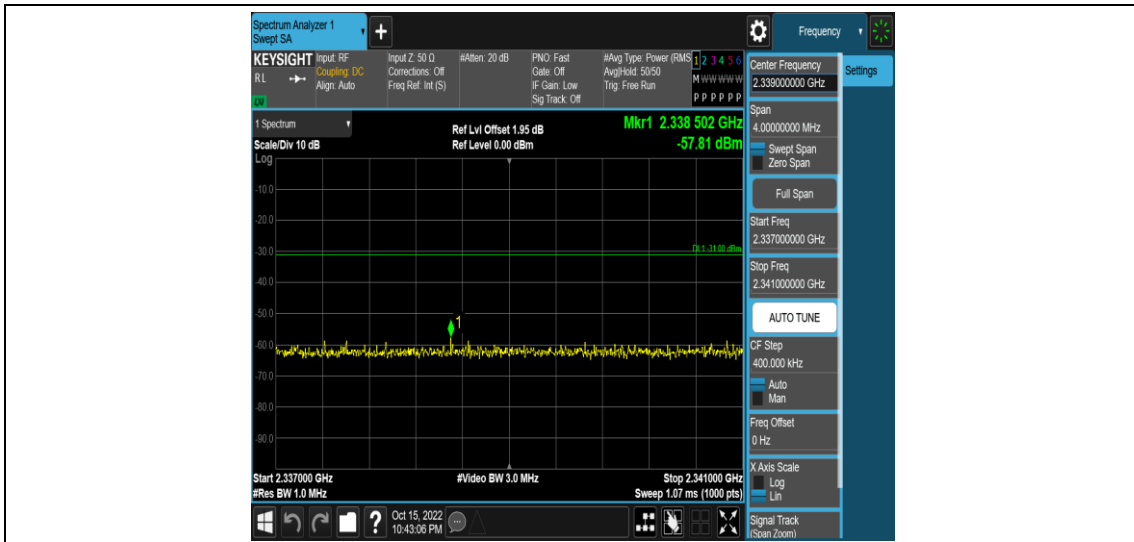 Spectrum Analyzer 1
Swept SA
+
Frequency
KEYSIGHT
RL
Input: RF
Coupling: DC
Align: Auto
Input Z: 50 Ω
Corrections: Off
Freq Ref: Int (S)
#Atten: 20 dB
PNO: Fast
Gate: Off
IF Gain: Low
Sig Track: Off
#Avg Type: Power (RMS
Avg|Hold: 50/50
Trig: Free Run
1 2 3 4 5 6
M W W W W W
P P P P P P
Center Frequency
2.339000000 GHz
Settings
Span
4.00000000 MHz
Swept Span
Zero Span
Full Span
Start Freq
2.337000000 GHz
Stop Freq
2.341000000 GHz
AUTO TUNE
CF Step
400.000 kHz
Auto
Man
Freq Offset
0 Hz
X Axis Scale
Log
Lin
Signal Track
(Span Zoom)
1 Spectrum
Scale/Div 10 dB
Log
Ref Lvl Offset 1.95 dB
Ref Level 0.00 dBm
Mkr1 2.338 502 GHz
-57.81 dBm
-10.0
-20.0
-30.0
DL1 -31.00 dBm
-40.0
-50.0
1
-60.0
-70.0
-80.0
-90.0
Start 2.337000 GHz
#Res BW 1.0 MHz
#Video BW 3.0 MHz
Stop 2.341000 GHz
Sweep 1.07 ms (1000 pts)
?
Oct 15, 2022
10:43:06 PM